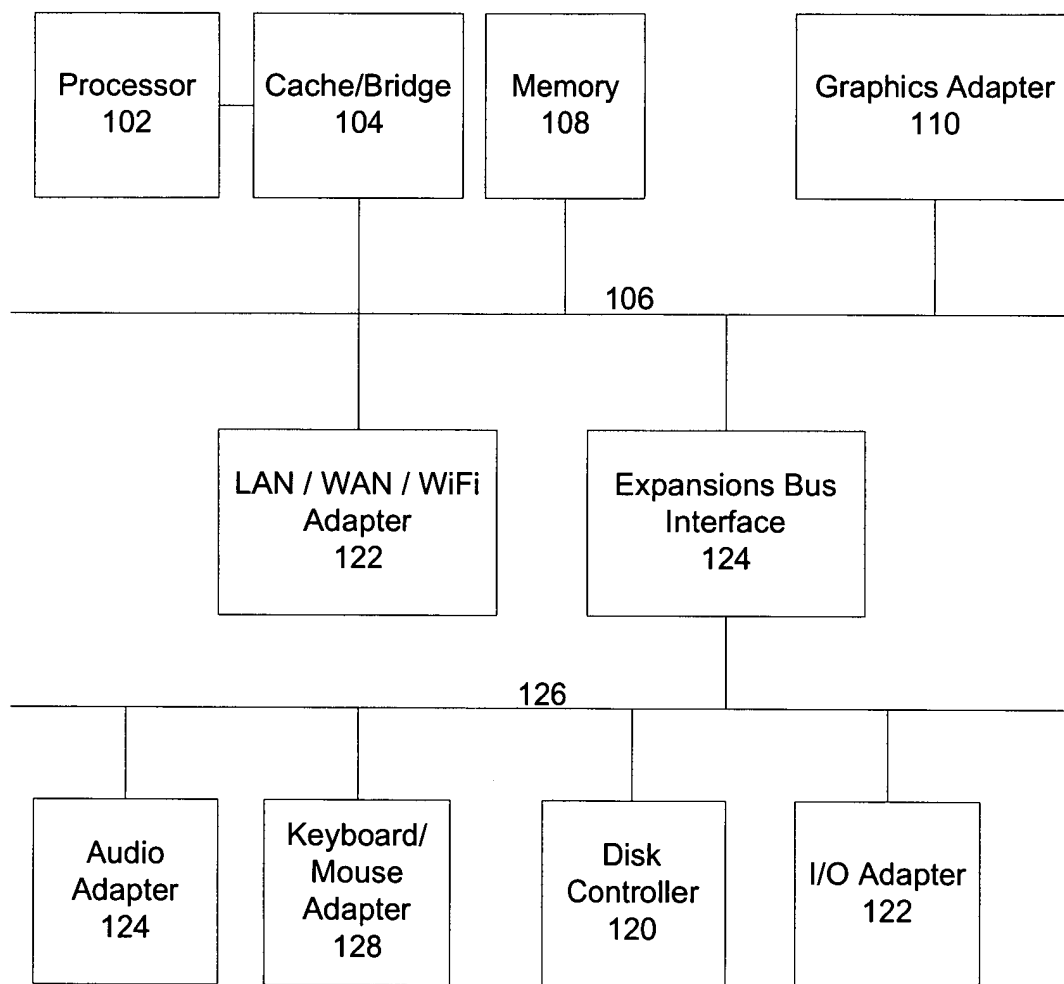 Processor
102
Cache/Bridge
104
Memory
108
Graphics Adapter
110
106
LAN / WAN / WiFi
Adapter
122
Expansions Bus
Interface
124
126
Audio
Adapter
124
Keyboard/
Mouse
Adapter
128
Disk
Controller
120
I/O Adapter
122